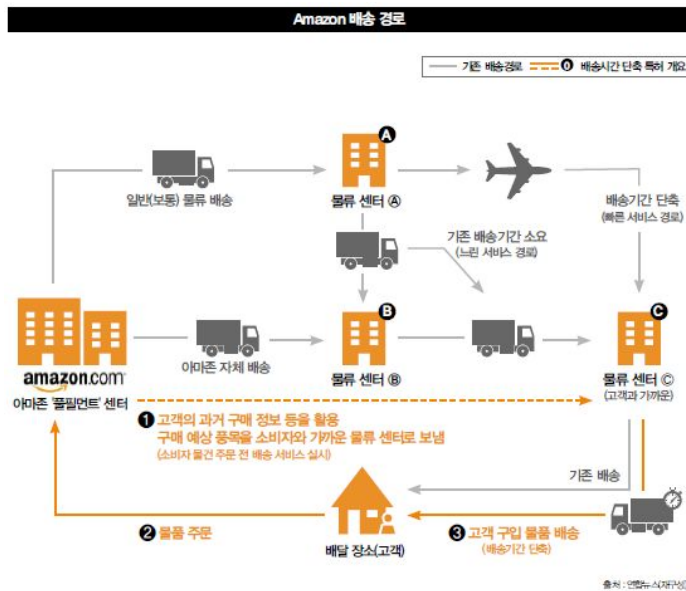 Amazon 배송 경로
기존 배송경로 0 배송시간 단축 특허 개요
A
물류 센터 Ⓐ
일반(보통) 물류 배송
배송기간 단축
(빠른 서비스 경로)
기존 배송기간 소요
(느린 서비스 경로)
B
C
amazon.com
아마존 '풀필먼트' 센터
아마존 자체 배송
물류 센터 Ⓑ
물류 센터 Ⓒ
(고객과 가까운)
1 고객의 과거 구매 정보 등을 활용
구매 예상 품목을 소비자와 가까운 물류 센터로 보냄
(소비자 물건 주문 전 배송 서비스 실시)
기존 배송
2 물품 주문
배달 장소(고객)
3 고객 구입 물품 배송
(배송기간 단축)
출처 : 연합뉴스(재구성)